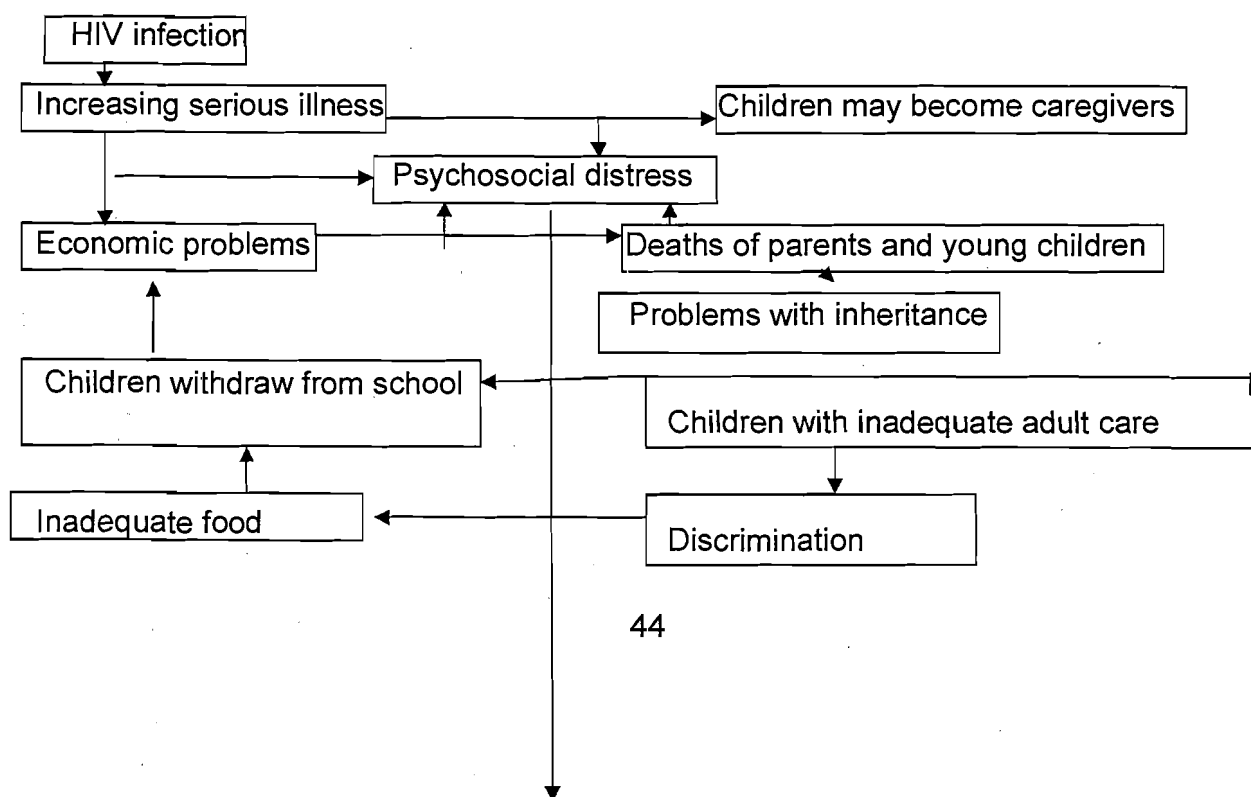 HIV infection
Increasing serious illness
Children may become caregivers
Psychosocial distress
Economic problems
Deaths of parents and young children
Problems with inheritance
Children withdraw from school
Children with inadequate adult care
Inadequate food
Discrimination
44